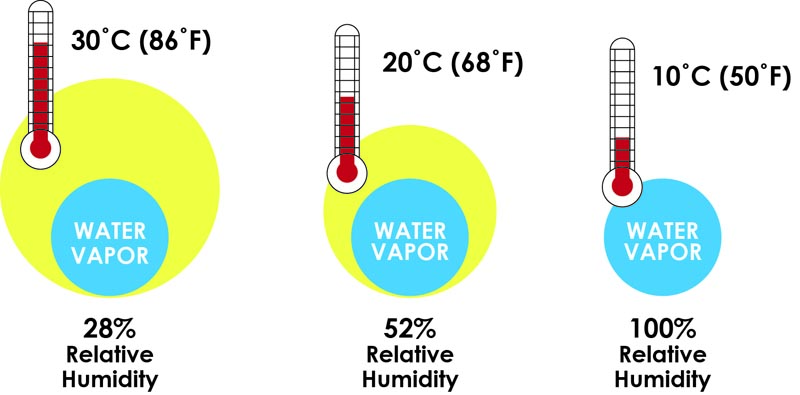 30°C (86°F)
WATER
VAPOR
28%
Relative
Humidity
20°C (68°F)
WATER
VAPOR
52%
Relative
Humidity
10°C (50°F)
WATER
VAPOR
100%
Relative
Humidity